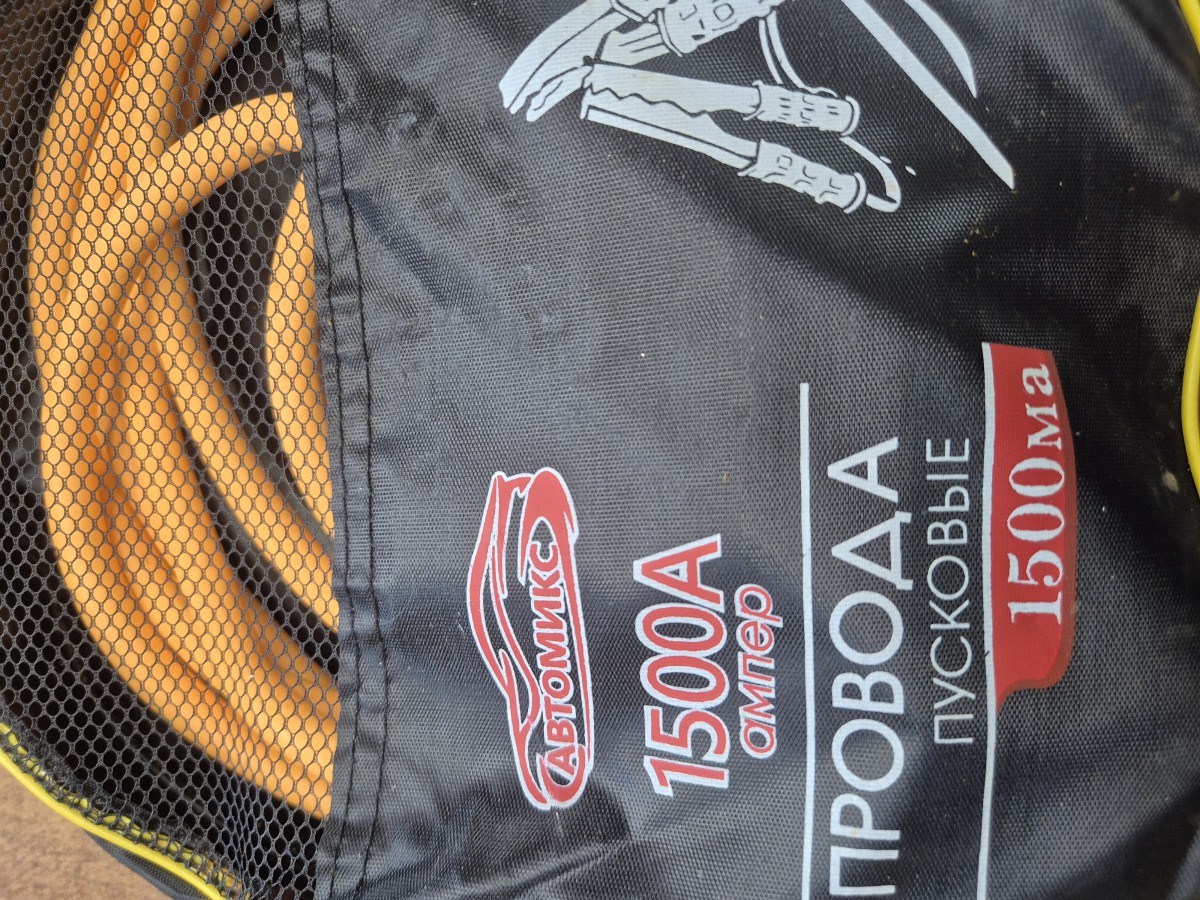 АВТОМИКС
1500А
ампер
ПРОВОДА
ПУСКОВЫЕ
1500ма